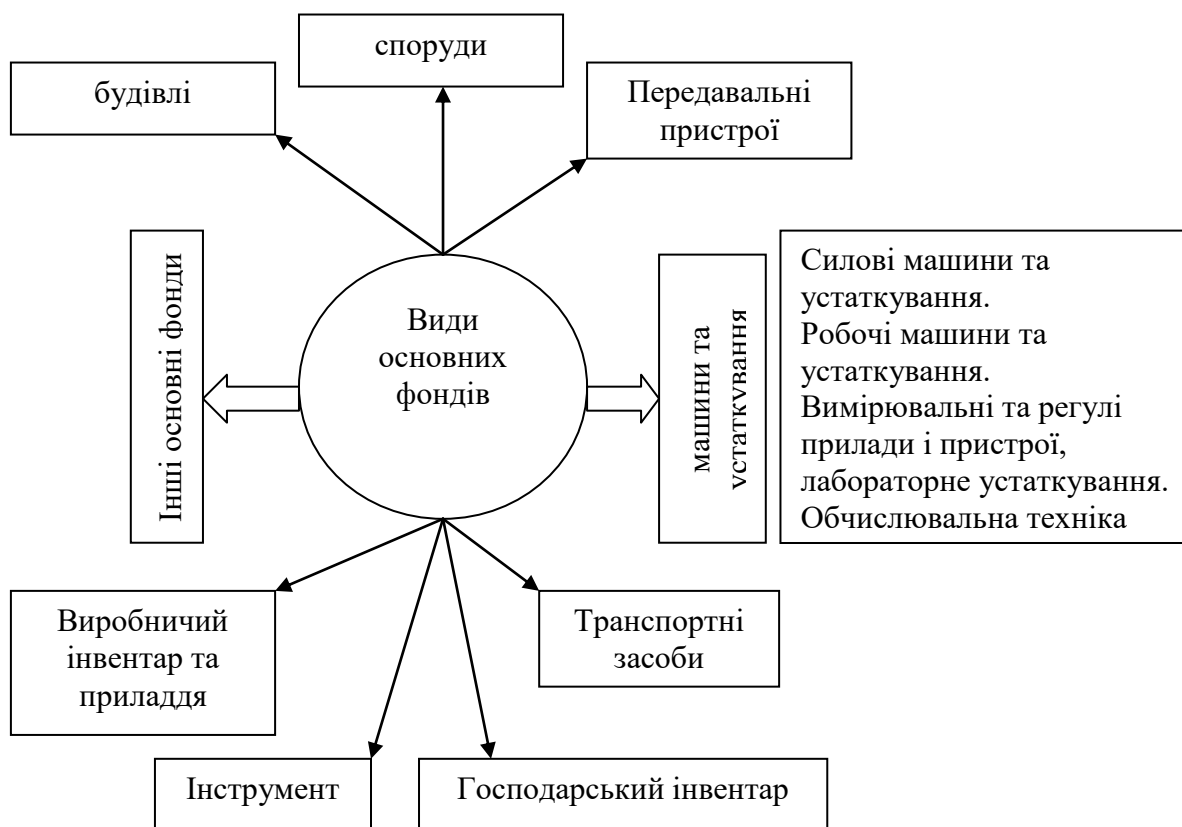 споруди
будівлі
Передавальні
пристрої
Інші основні фонди
Види
основних
фондів
машини та
устаткування
Силові машини та
устаткування.
Робочі машини та
устаткування.
Вимірювальні та регулі
прилади і пристрої,
лабораторне устаткування.
Обчислювальна техніка
Виробничий
інвентар та
приладдя
Транспортні
засоби
Інструмент
Господарський інвентар